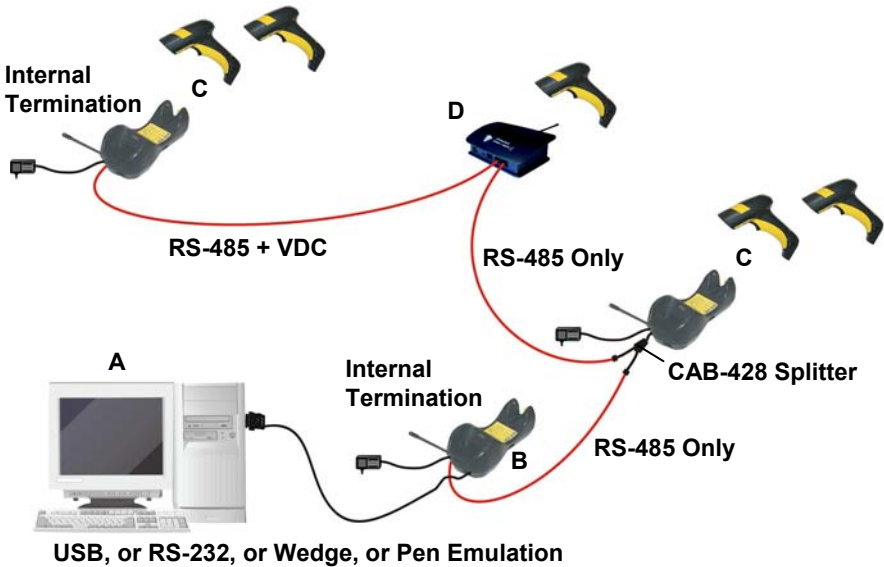 Internal
Termination
C
D
RS-485 + VDC
RS-485 Only
C
A
Internal
Termination
CAB-428 Splitter
B
RS-485 Only
USB, or RS-232, or Wedge, or Pen Emulation